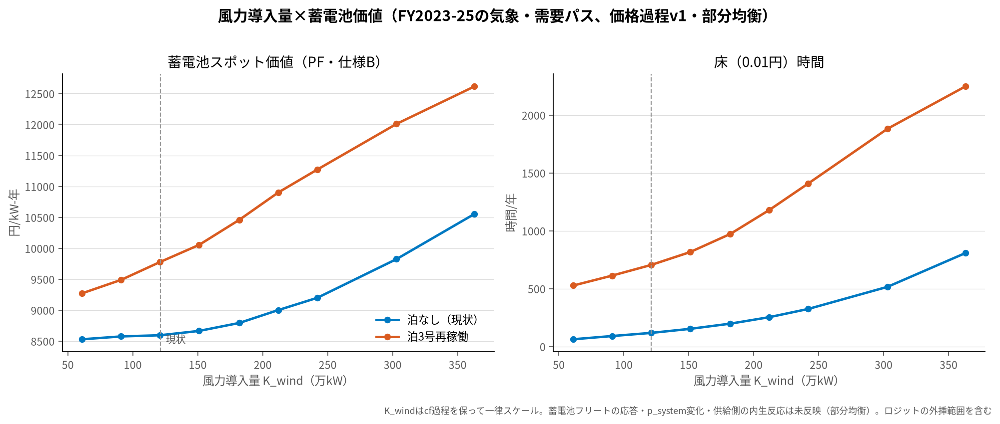 風力導入量×蓄電池価値（FY2023-25の気象・需要パス、価格過程v1・部分均衡）
蓄電池スポット価値（PF・仕様B）
円/kW-年
12500
12000
11500
11000
10500
10000
9500
9000
8500
現状
泊なし（現状）
泊3号再稼働
50 100 150 200 250 300 350
風力導入量 K_wind（万kW）
床（0.01円）時間
時間/年
2000
1500
1000
500
0
50 100 150 200 250 300 350
風力導入量 K_wind（万kW）
K_windはcf過程を保って一律スケール。蓄電池フリートの応答・p_system変化・供給側の内生反応は未反映（部分均衡）。ロジットの外挿範囲を含む